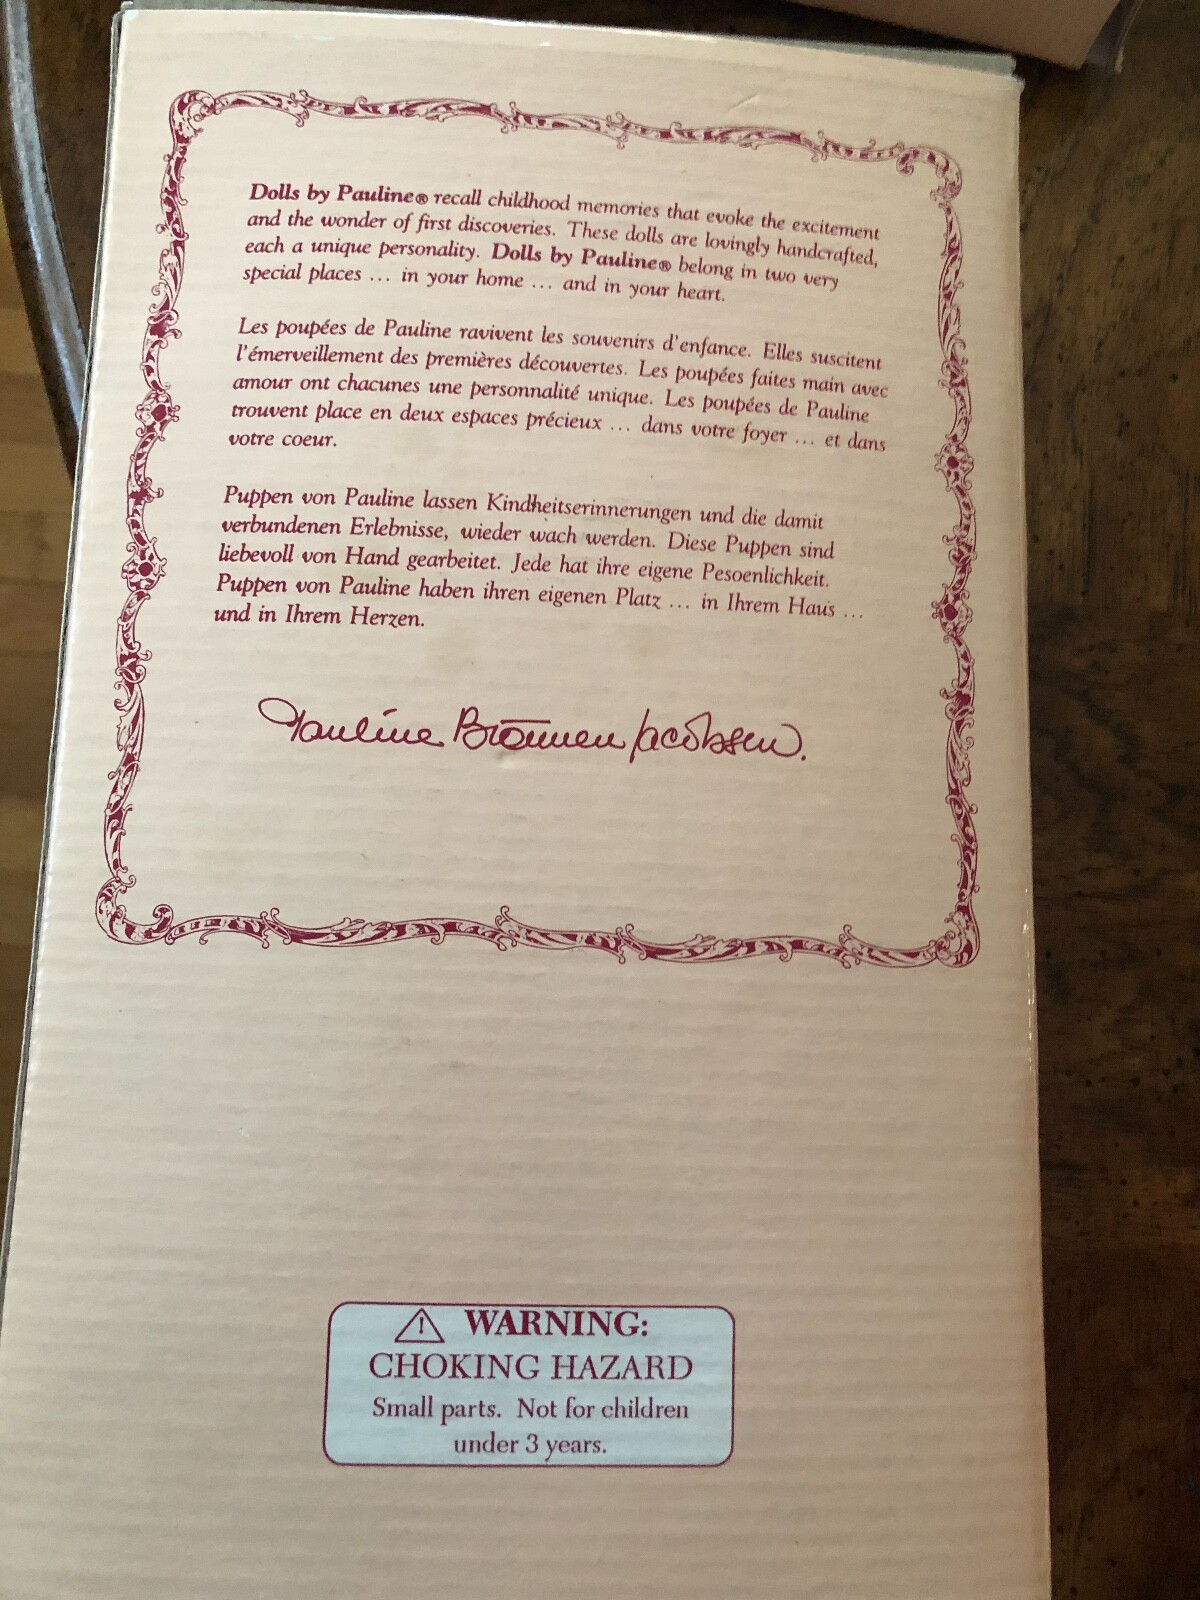 Dolls by Pauline® recall childhood memories that evoke the excitement
and the wonder of first discoveries. These dolls are lovingly handcrafted,
each a unique personality. Dolls by Pauline® belong in two very
special places ... in your home ... and in your heart.
Les poupées de Pauline ravivent les souvenirs d'enfance. Elles suscitent
l'émerveillement des premières découvertes. Les poupées faites main avec
amour ont chacunes une personnalité unique. Les poupées de Pauline
trouvent place en deux espaces précieux ... dans votre foyer ... et dans
votre coeur.
Puppen von Pauline lassen Kindheitserinnerungen und die damit
verbundenen Erlebnisse, wieder wach werden. Diese Puppen sind
liebevoll von Hand gearbeitet. Jede hat ihre eigene Pesoenlichkeit.
Puppen von Pauline haben ihren eigenen Platz ... in Ihrem Haus ...
und in Ihrem Herzen.
Pauline Bronnen Jacobsen.
⚠ WARNING:
CHOKING HAZARD
Small parts. Not for children
under 3 years.